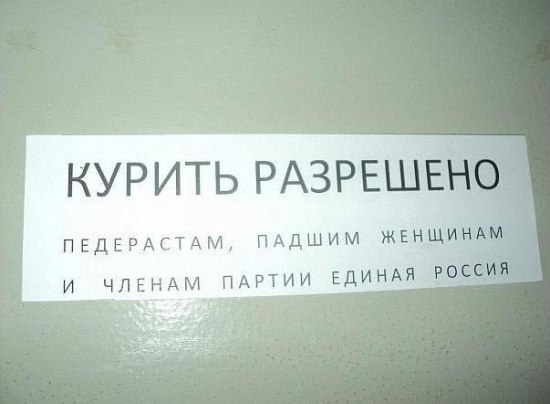 КУРИТЬ РАЗРЕШЕНО
ПЕДЕРАСТАМ, ПАДШИМ ЖЕНЩИНАМ
И ЧЛЕНАМ ПАРТИИ ЕДИНАЯ РОССИЯ